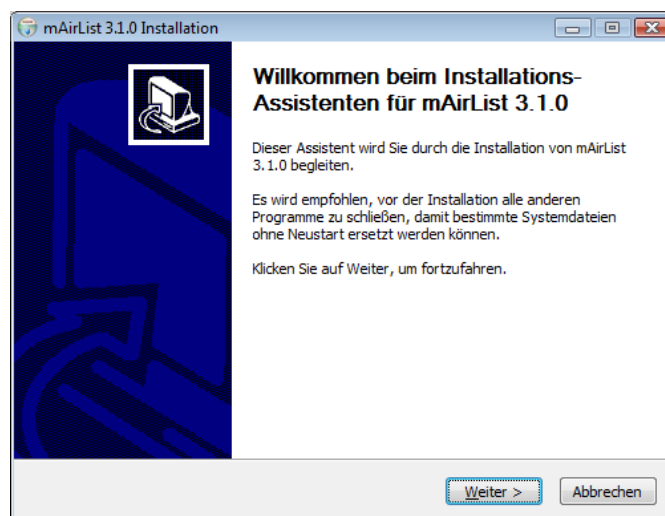 mAirList 3.1.0 Installation
Willkommen beim Installations-
Assistenten für mAirList 3.1.0
Dieser Assistent wird Sie durch die Installation von mAirList
3.1.0 begleiten.
Es wird empfohlen, vor der Installation alle anderen
Programme zu schließen, damit bestimmte Systemdateien
ohne Neustart ersetzt werden können.
Klicken Sie auf Weiter, um fortzufahren.
Weiter > Abbrechen